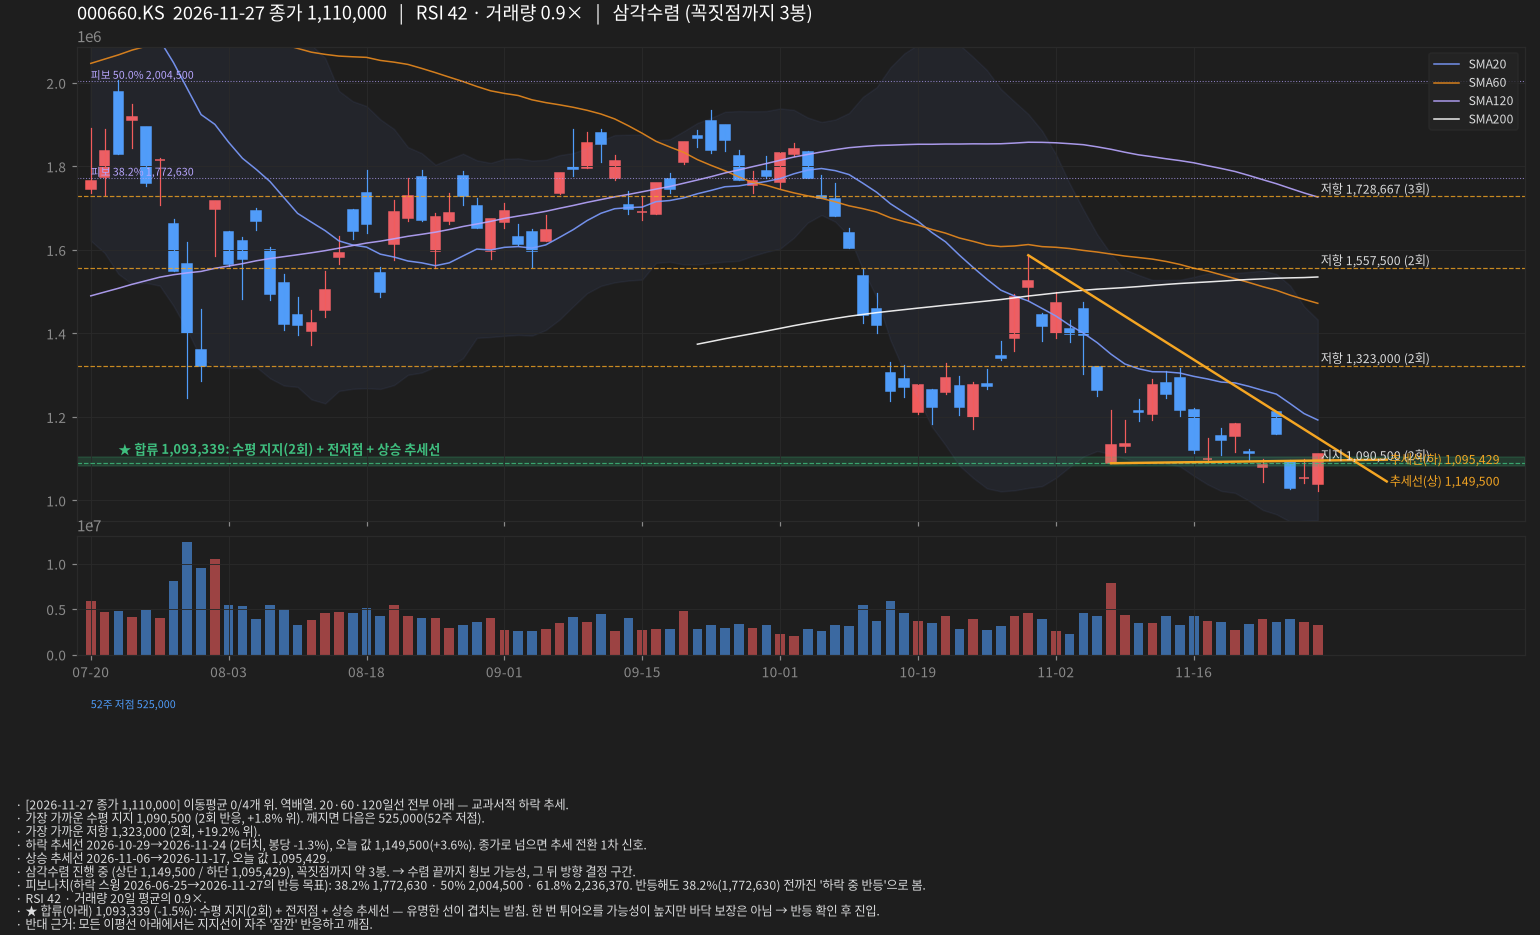 000660.KS 2026-11-27 종가 1,110,000 | RSI 42 · 거래량 0.9× | 삼각수렴 (꼭짓점까지 3봉)
1e6
SMA20
SMA60
SMA120
SMA200
피보 50.0% 2,004,500
2.0
1.8
피보 38.2% 1,772,630
저항 1,728,667 (3회)
1.6
저항 1,557,500 (2회)
1.4
저항 1,323,000 (2회)
1.2
★ 합류 1,093,339: 수평 지지(2회) + 전저점 + 상승 추세선
지지 1,090,500 (2회)
추세선(하) 1,095,429
추세선(상) 1,149,500
1.0
1e7
1.0
0.5
0.0
07-20 08-03 08-18 09-01 09-15 10-01 10-19 11-02 11-16
52주 저점 525,000
· [2026-11-27 종가 1,110,000] 이동평균 0/4개 위. 역배열. 20·60·120일선 전부 아래 — 교과서적 하락 추세.
· 가장 가까운 수평 지지 1,090,500 (2회 반응, +1.8% 위). 깨지면 다음은 525,000(52주 저점).
· 가장 가까운 저항 1,323,000 (2회, +19.2% 위).
· 하락 추세선 2026-10-29→2026-11-24 (2터치, 봉당 -1.3%), 오늘 값 1,149,500(+3.6%). 종가로 넘으면 추세 전환 1차 신호.
· 상승 추세선 2026-11-06→2026-11-17, 오늘 값 1,095,429.
· 삼각수렴 진행 중 (상단 1,149,500 / 하단 1,095,429), 꼭짓점까지 약 3봉. → 수렴 끝까지 횡보 가능성, 그 뒤 방향 결정 구간.
· 피보나치(하락 스윙 2026-06-25→2026-11-27의 반등 목표): 38.2% 1,772,630 · 50% 2,004,500 · 61.8% 2,236,370. 반등해도 38.2%(1,772,630) 전까진 '하락 중 반등'으로 봄.
· RSI 42 · 거래량 20일 평균의 0.9×.
· ★ 합류(아래) 1,093,339 (-1.5%): 수평 지지(2회) + 전저점 + 상승 추세선 — 유명한 선이 겹치는 받침. 한 번 튀어오를 가능성이 높지만 바닥 보장은 아님 → 반등 확인 후 진입.
· 반대 근거: 모든 이평선 아래에서는 지지선이 자주 '잠깐' 반응하고 깨짐.